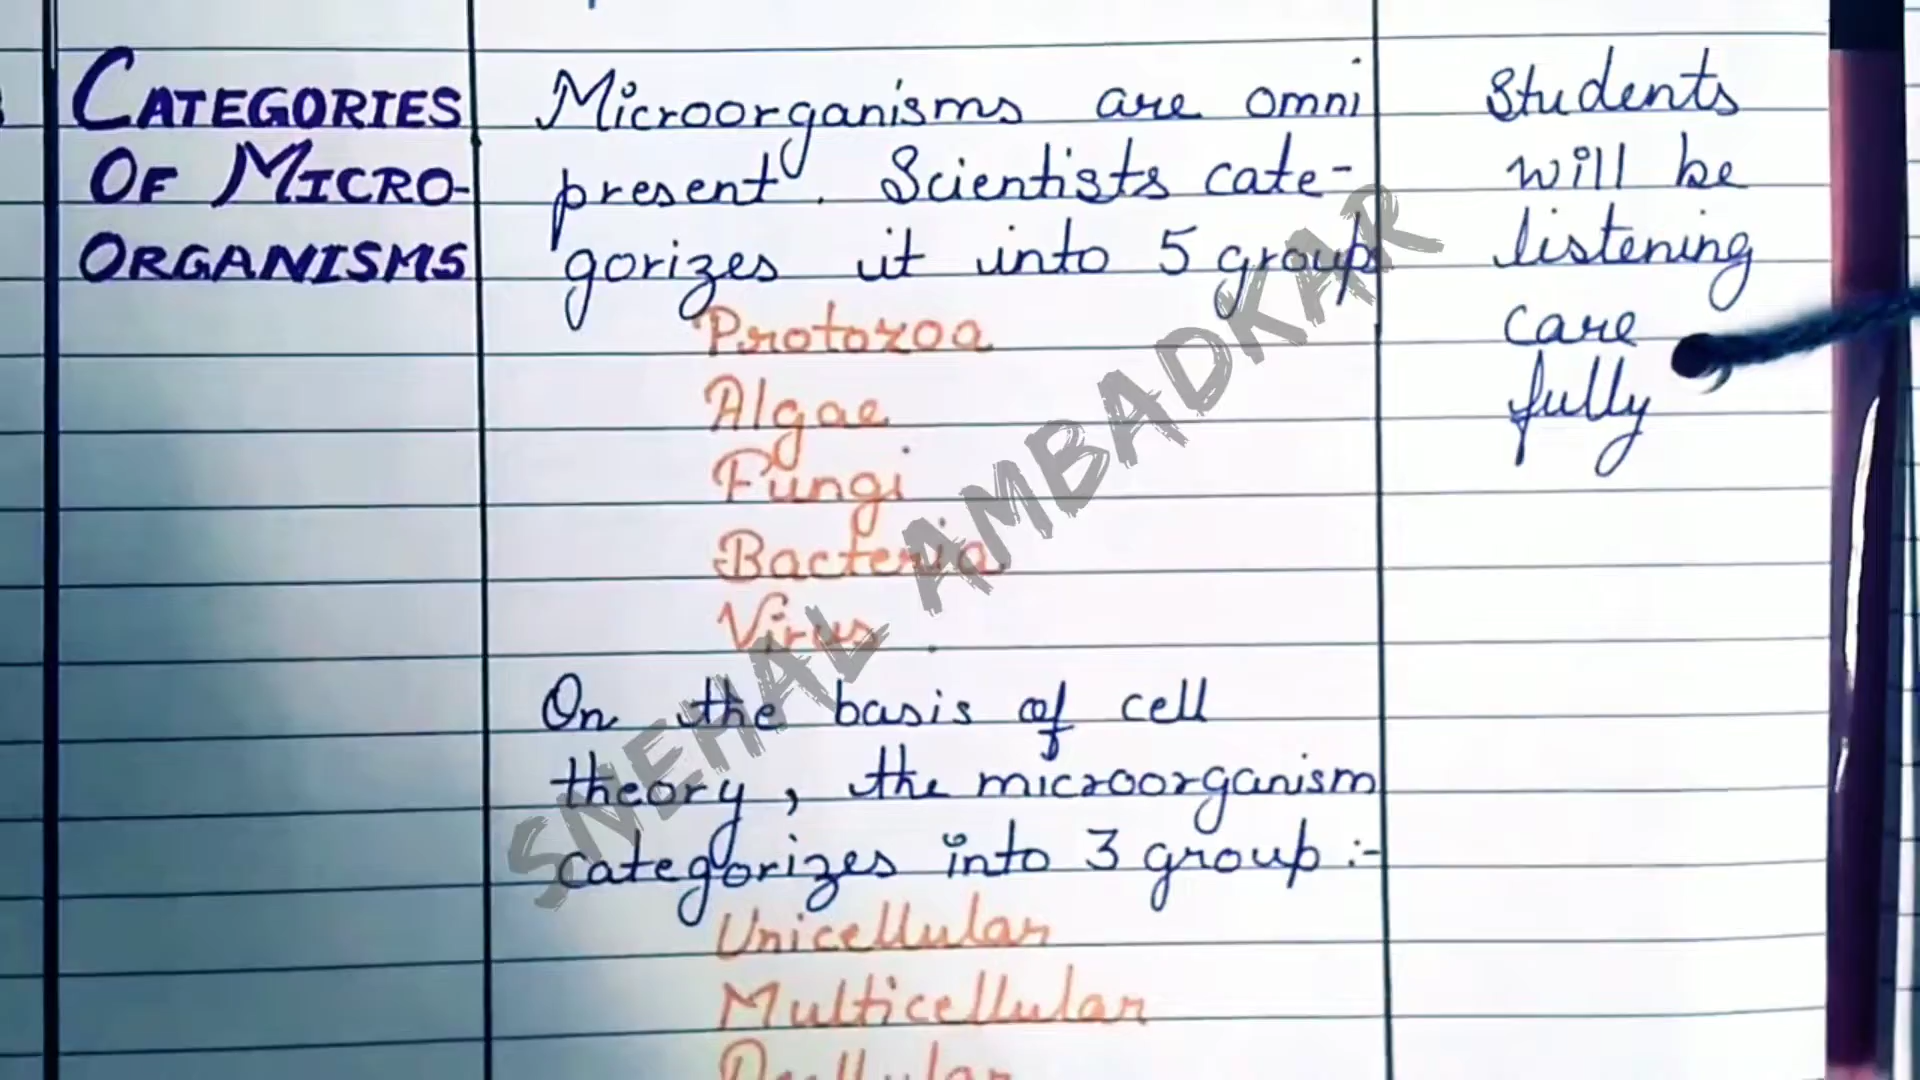 CATEGORIES
OF MICRO-
ORGANISMS
Microorganisms are omni
present. Scientists cate-
gorizes it into 5 group
Protozoa
Algae
Fungi
Bacteria
Virus.
On the basis of cell
theory, the microorganism
categorizes into 3 group :-
Unicellular
Multicellular
Students
will be
listening
care
fully
SNEHAL AMBADKAR